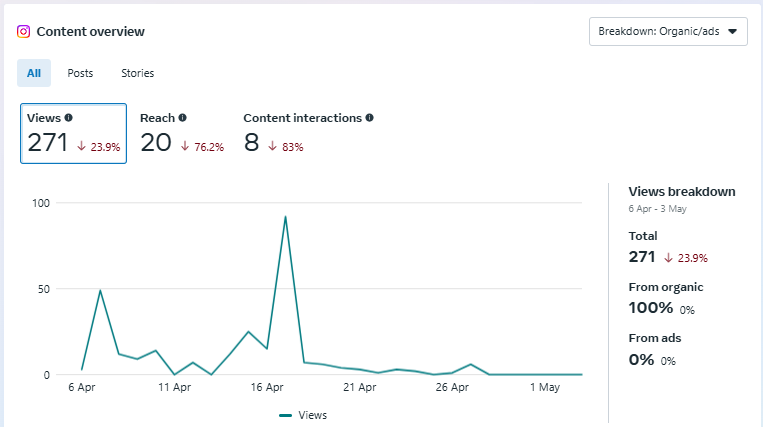 Content overview
Breakdown: Organic/ads
All Posts Stories
Views Reach Content interactions
271 ↓ 23.9% 20 ↓ 76.2% 8 ↓ 83%
Views breakdown
6 Apr - 3 May
Total
271 ↓ 23.9%
From organic
100% 0%
From ads
0% 0%
100
50
0
6 Apr 11 Apr 16 Apr 21 Apr 26 Apr 1 May
Views